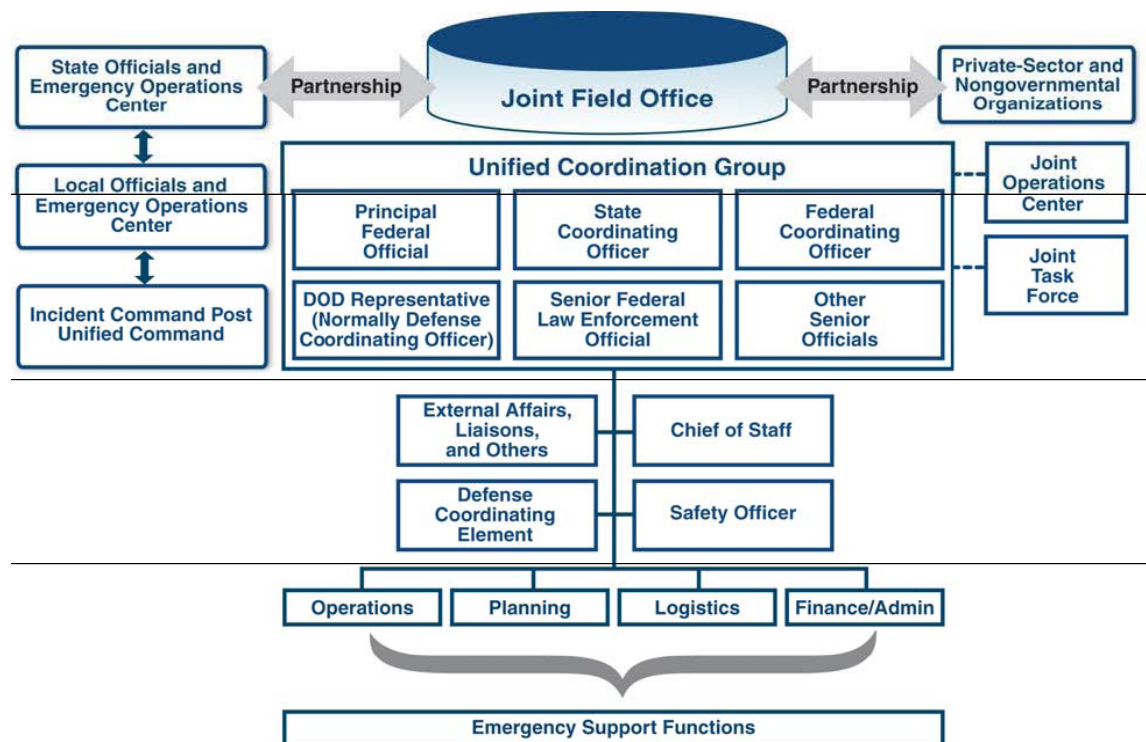 State Officials and
Emergency Operations
Center
Partnership
Joint Field Office
Partnership
Private-Sector and
Nongovernmental
Organizations
Unified Coordination Group
Joint
Operations
Center
Local Officials and
Emergency Operations
Center
Principal
Federal
Official
State
Coordinating
Officer
Federal
Coordinating
Officer
Joint
Task
Force
Incident Command Post
Unified Command
DOD Representative
(Normally Defense
Coordinating Officer)
Senior Federal
Law Enforcement
Official
Other
Senior
Officials
External Affairs,
Liaisons,
and Others
Chief of Staff
Defense
Coordinating
Element
Safety Officer
Operations
Planning
Logistics
Finance/Admin
Emergency Support Functions